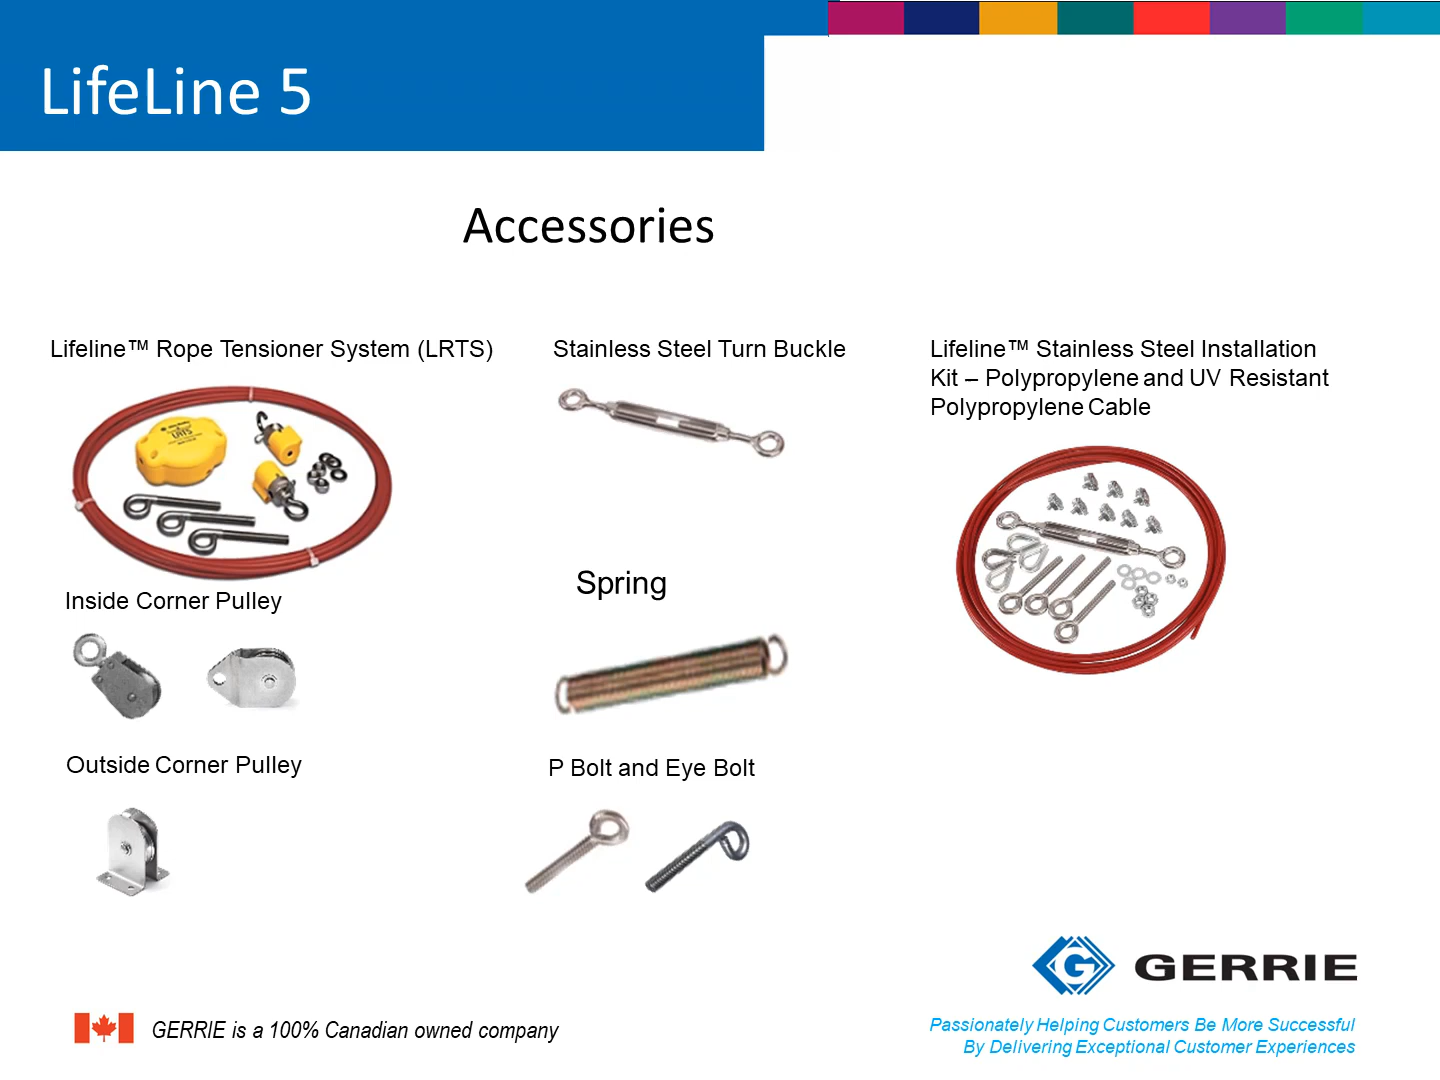 LifeLine 5
Accessories
Lifeline™ Rope Tensioner System (LRTS)
Stainless Steel Turn Buckle
Lifeline™ Stainless Steel Installation
Kit – Polypropylene and UV Resistant
Polypropylene Cable
LRTS
Inside Corner Pulley
Spring
Outside Corner Pulley
P Bolt and Eye Bolt
G GERRIE
GERRIE is a 100% Canadian owned company
Passionately Helping Customers Be More Successful
By Delivering Exceptional Customer Experiences